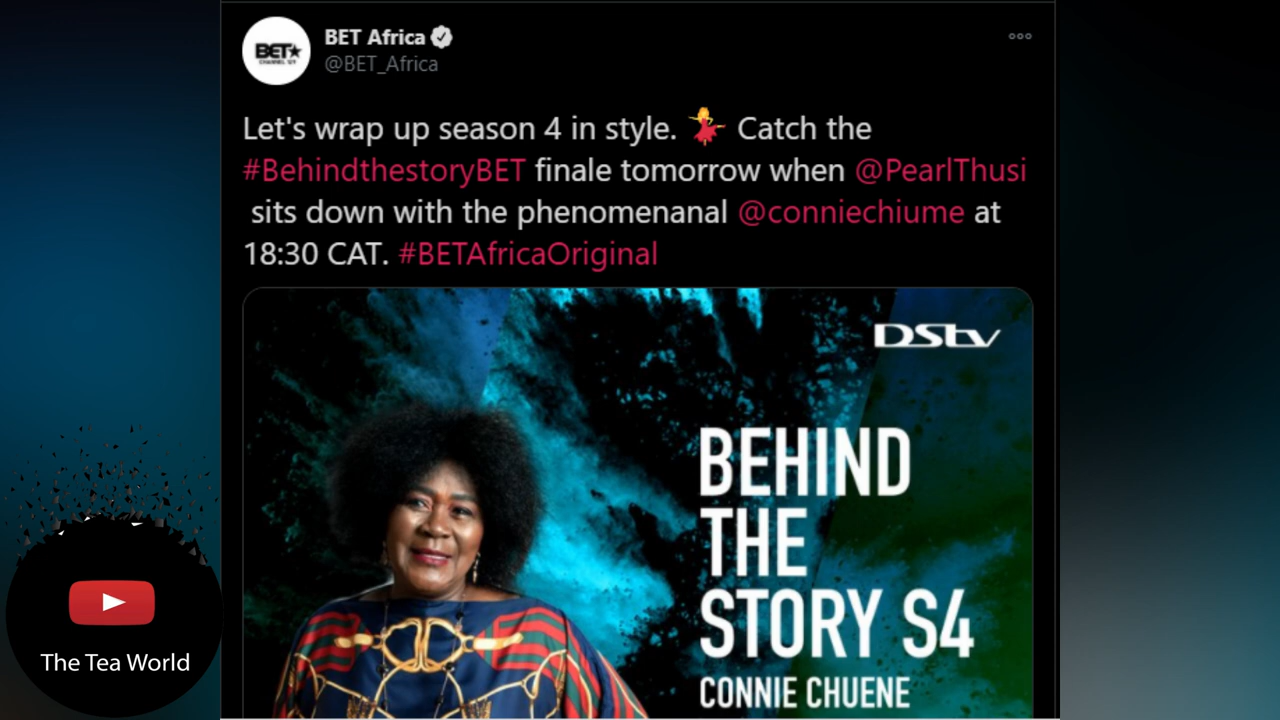 BET Africa
@BET_Africa
Let's wrap up season 4 in style. 💃 Catch the
#BehindthestoryBET finale tomorrow when @PearlThusi
sits down with the phenomenanal @conniechiume at
18:30 CAT. #BETAfricaOriginal
BET★
DStv
BEHIND
THE
STORY S4
CONNIE CHUENE
The Tea World